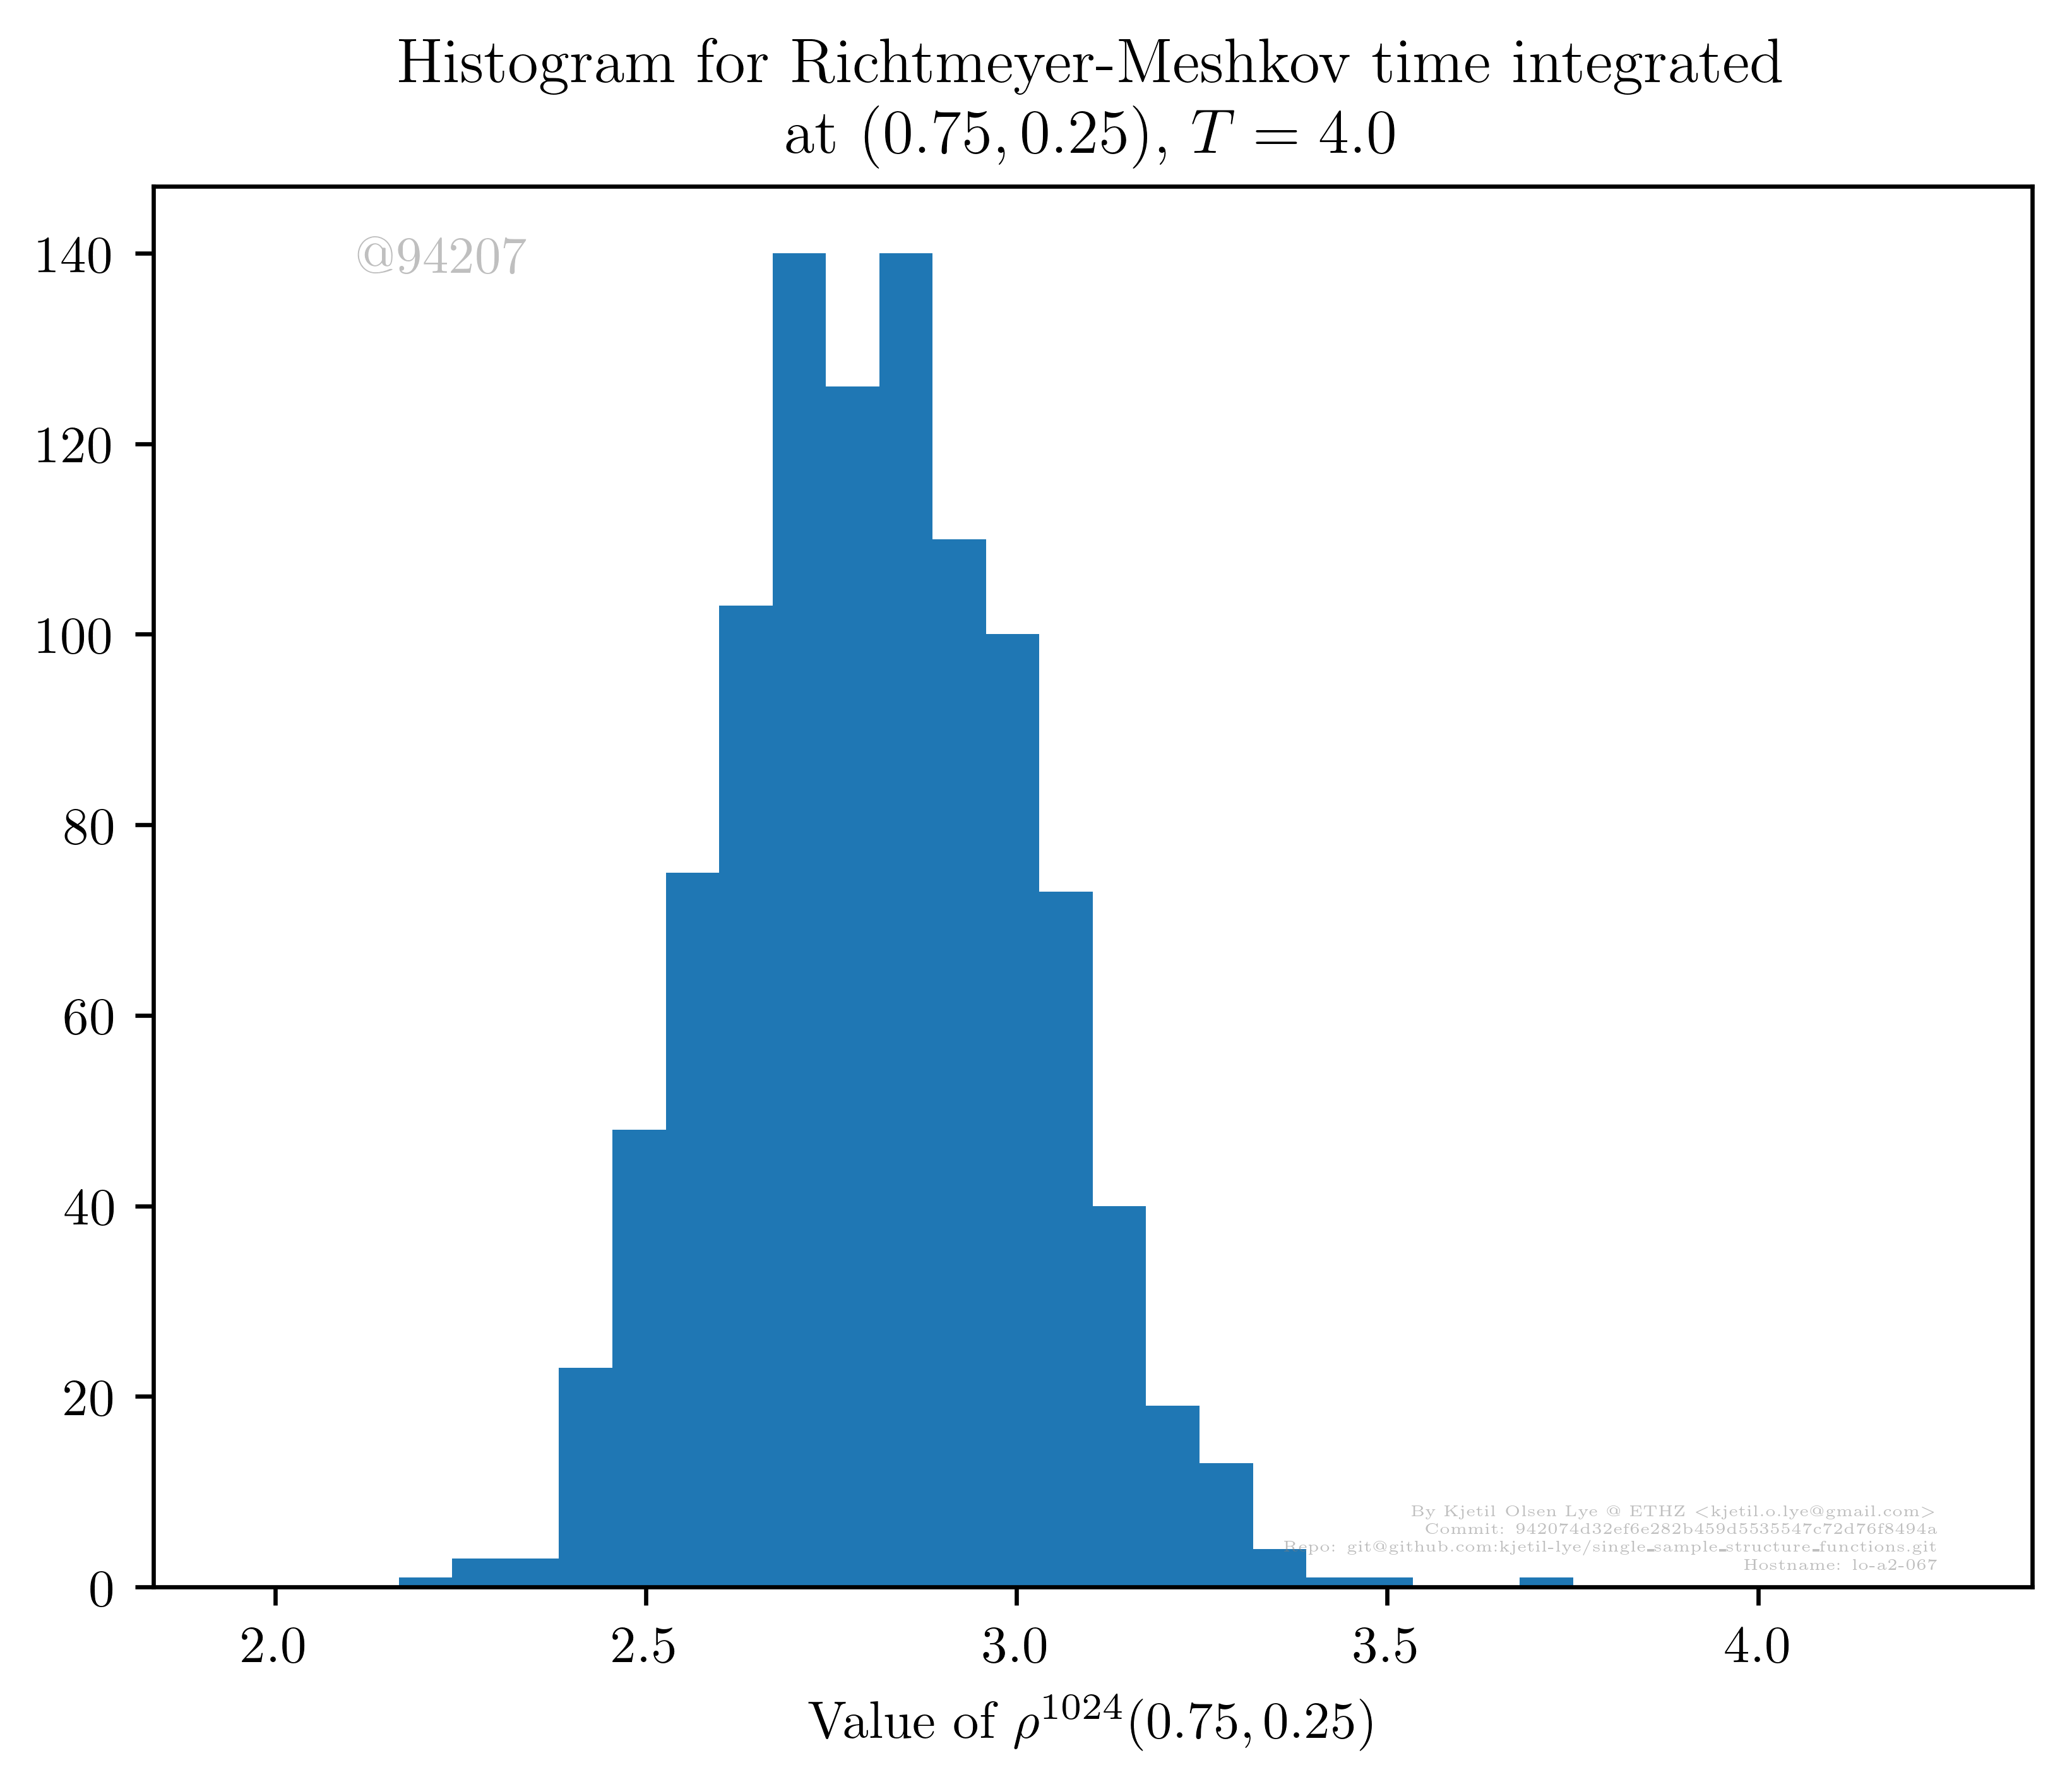 Histogram for Richtmeyer-Meshkov time integrated
at (0.75, 0.25), T = 4.0
@94207
140
120
100
80
60
40
20
0
By Kjetil Olsen Lye @ ETHZ <kjetil.o.lye@gmail.com>
Commit: 942074d32ef6e282b459d5535547c72d76f8494a
Repo: git@github.com:kjetil-lye/single_sample_structure_functions.git
Hostname: lo-a2-067
2.0 2.5 3.0 3.5 4.0
Value of ρ^1024(0.75, 0.25)